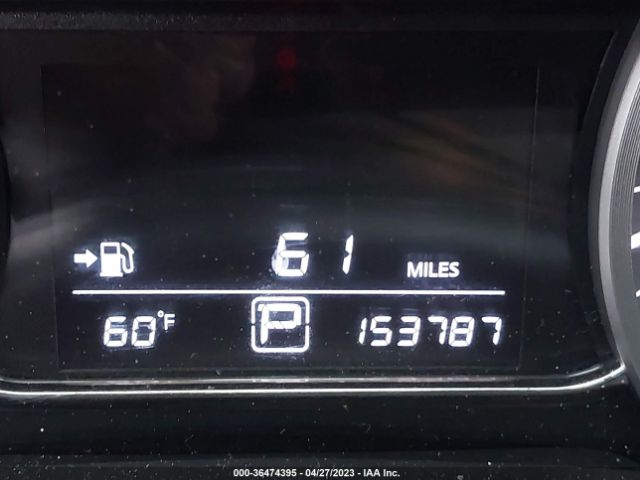 61 MILES
60°F P 153787
000-36474395 - 04/27/2023 - IAA Inc.